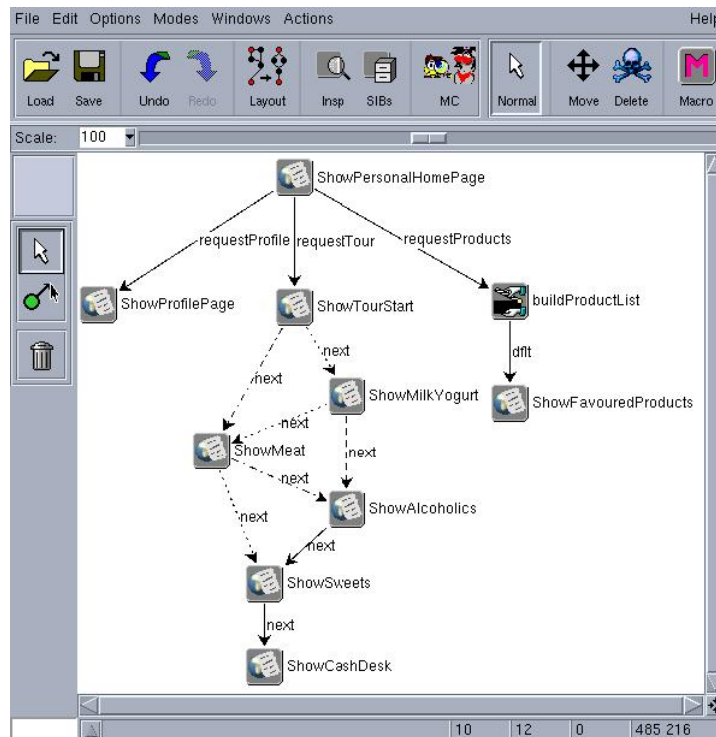 File Edit Options Modes Windows Actions Help
Load Save Undo Redo Layout Insp SIBs MC Normal Move Delete Macro
Scale: 100
ShowPersonalHomePage
requestProfile requestTour requestProducts
ShowProfilePage ShowTourStart buildProductList
next next dflt
ShowMilkYogurt ShowFavouredProducts
next
ShowMeat next
next
ShowAlcoholics
next next
ShowSweets
next
ShowCashDesk
10 12 0 485 216